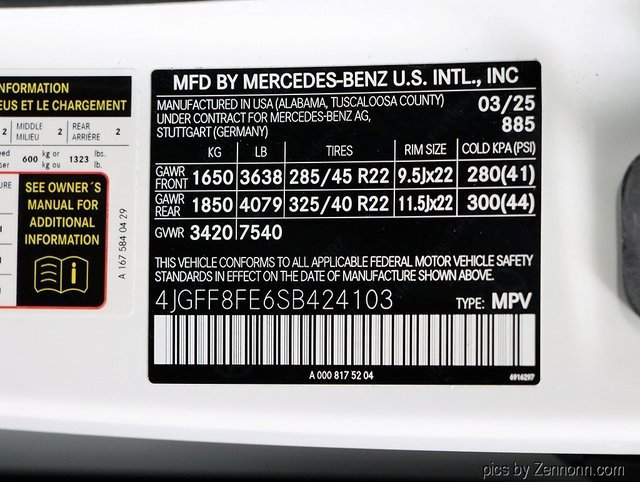 NFORMATION
EUS ET LE CHARGEMENT
2 MIDDLE MILIEU 2 REAR ARRIÈRE 2
600 kg or kg ou 1323 lbs. lb.
SEE OWNER´S
MANUAL FOR
ADDITIONAL
INFORMATION
A 167 584 04 29
MFD BY MERCEDES-BENZ U.S. INTL., INC
MANUFACTURED IN USA (ALABAMA, TUSCALOOSA COUNTY) 03/25
UNDER CONTRACT FOR MERCEDES-BENZ AG, 885
STUTTGART (GERMANY)
KG LB TIRES RIM SIZE COLD KPA (PSI)
GAWR FRONT 1650 3638 285/45 R22 9.5Jx22 280(41)
GAWR REAR 1850 4079 325/40 R22 11.5Jx22 300(44)
GVWR 3420 7540
THIS VEHICLE CONFORMS TO ALL APPLICABLE FEDERAL MOTOR VEHICLE SAFETY
STANDARDS IN EFFECT ON THE DATE OF MANUFACTURE SHOWN ABOVE.
4JGFF8FE6SB424103 TYPE: MPV
A 000 817 52 04 6916297
pics by Zennonn.com